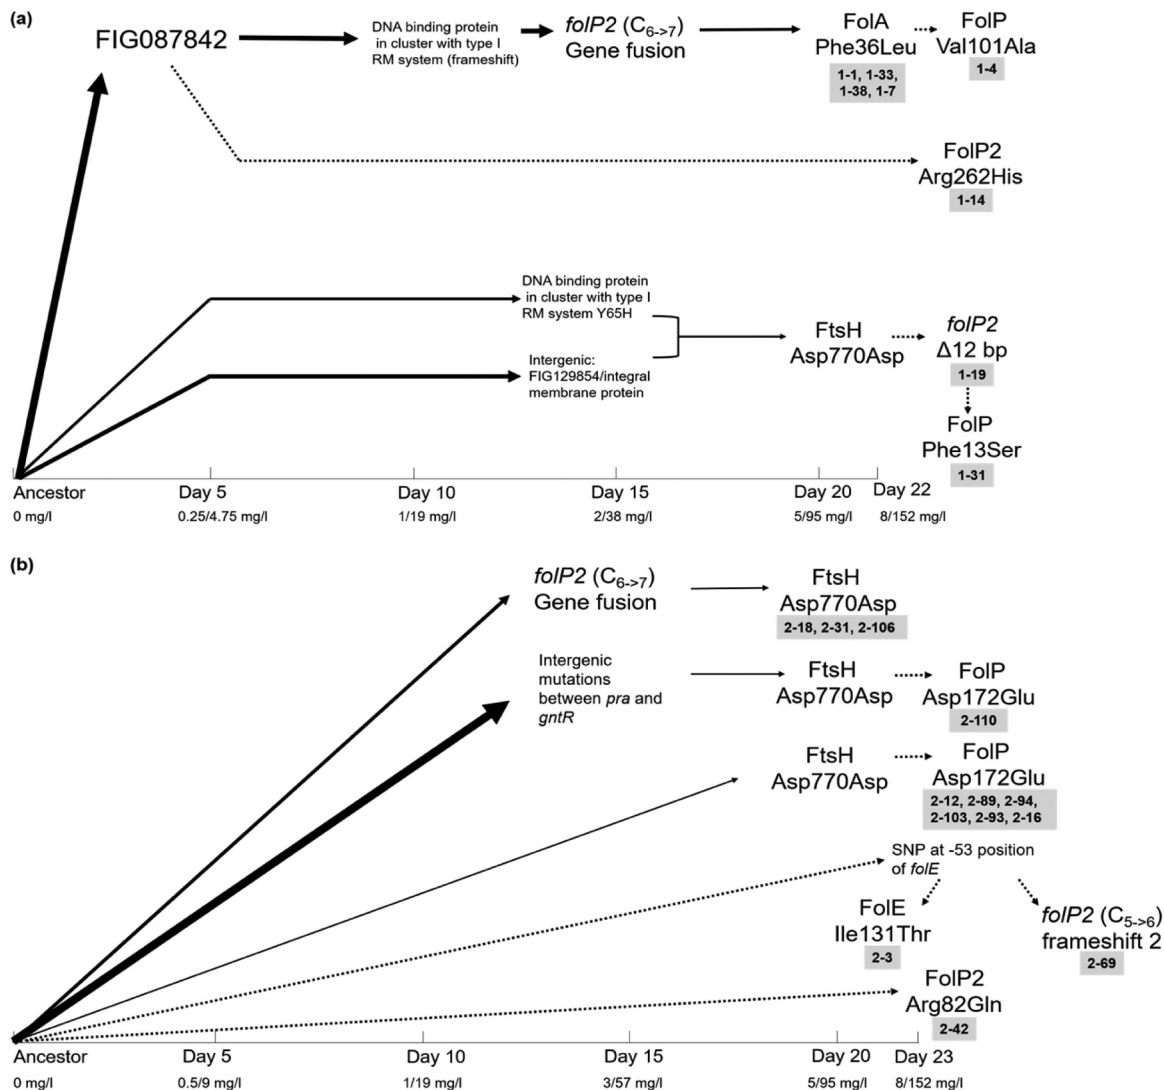 (a)
FIG087842
DNA binding protein
in cluster with type I
RM system (frameshift)
folP2 (C6->7)
Gene fusion
FolA
Phe36Leu
1-1, 1-33,
1-38, 1-7
FolP
Val101Ala
1-4
FolP2
Arg262His
1-14
DNA binding protein
in cluster with type I
RM system Y65H
Intergenic:
FIG129854/integral
membrane protein
FtsH
Asp770Asp
folP2
Δ12 bp
1-19
FolP
Phe13Ser
1-31
Ancestor
Day 5
Day 10
Day 15
Day 20
Day 22
0 mg/l
0.25/4.75 mg/l
1/19 mg/l
2/38 mg/l
5/95 mg/l
8/152 mg/l
(b)
folP2 (C6->7)
Gene fusion
FtsH
Asp770Asp
2-18, 2-31, 2-106
Intergenic
mutations
between pra and
gntR
FtsH
Asp770Asp
FolP
Asp172Glu
2-110
FtsH
Asp770Asp
FolP
Asp172Glu
2-12, 2-89, 2-94,
2-103, 2-93, 2-16
SNP at -53 position
of folE
FolE
Ile131Thr
2-3
folP2 (C5->6)
frameshift 2
2-69
FolP2
Arg82Gln
2-42
Ancestor
Day 5
Day 10
Day 15
Day 20
Day 23
0 mg/l
0.5/9 mg/l
1/19 mg/l
3/57 mg/l
5/95 mg/l
8/152 mg/l